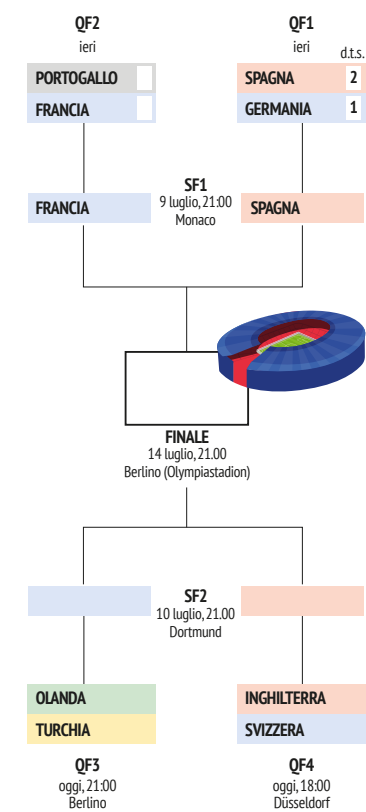 QF2
ieri
QF1
ieri
d.t.s.
PORTOGALLO
FRANCIA
SPAGNA 2
GERMANIA 1
FRANCIA
SF1
9 luglio, 21:00
Monaco
SPAGNA
FINALE
14 luglio, 21.00
Berlino (Olympiastadion)
SF2
10 luglio, 21.00
Dortmund
OLANDA
TURCHIA
QF3
oggi, 21:00
Berlino
INGHILTERRA
SVIZZERA
QF4
oggi, 18:00
Düsseldorf